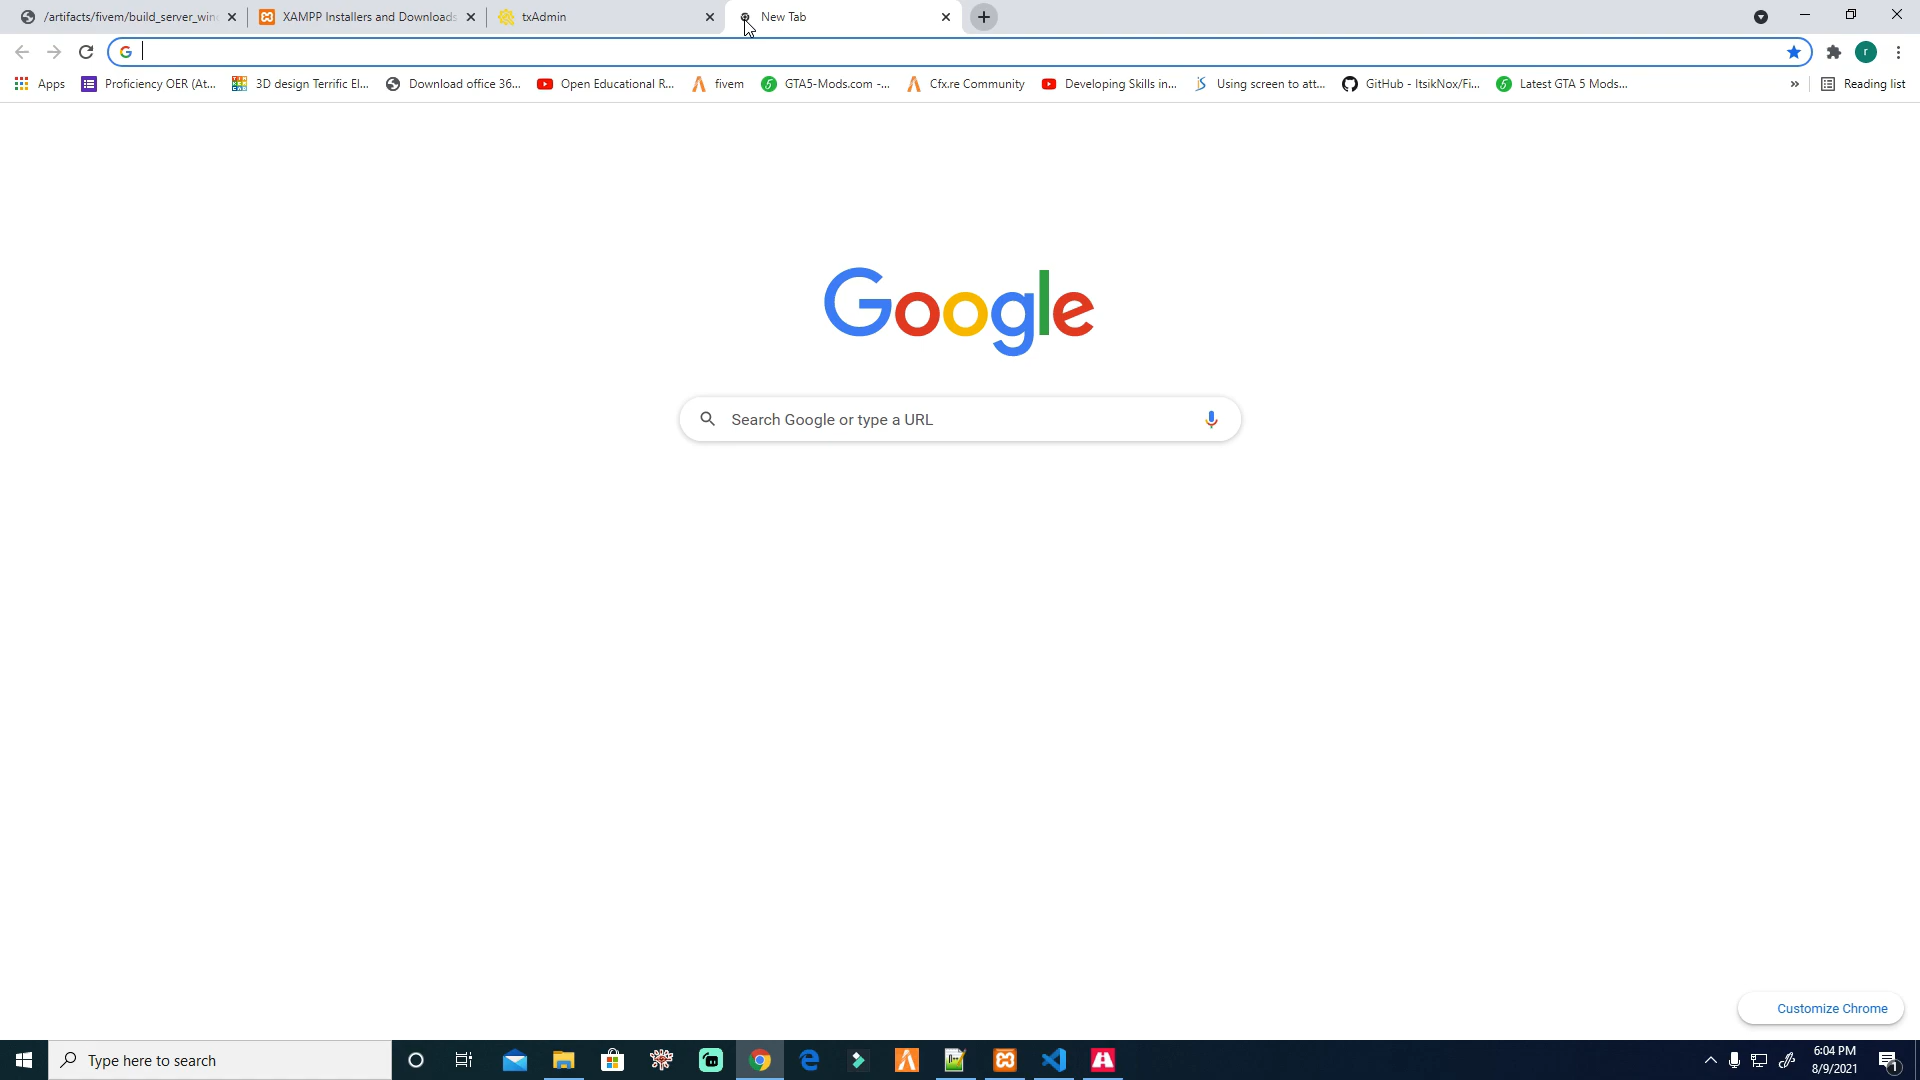 /artifacts/fivem/build_server_win
XAMPP Installers and Downloads
txAdmin
New Tab
Apps
Proficiency OER (At...
3D design Terrific El...
Download office 36...
Open Educational R...
fivem
GTA5-Mods.com -...
Cfx.re Community
Developing Skills in...
Using screen to att...
GitHub - ItsikNox/Fi...
Latest GTA 5 Mods...
»
Reading list
r
Google
Search Google or type a URL
Customize Chrome
Type here to search
6:04 PM
8/9/2021
1